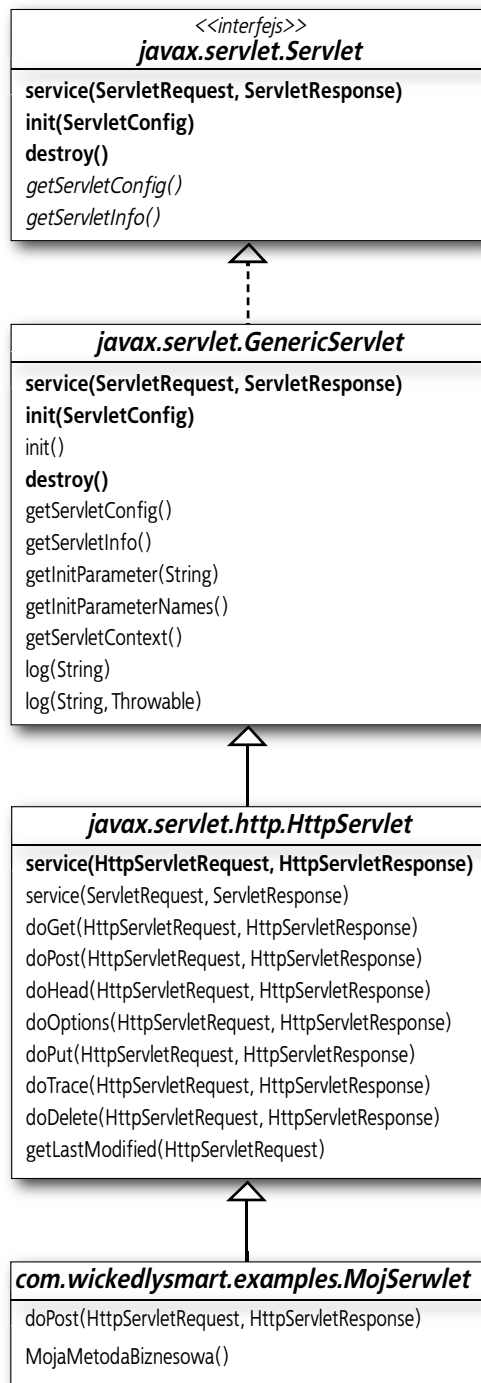 <<interfejs>>
javax.servlet.Servlet
service(ServletRequest, ServletResponse)
init(ServletConfig)
destroy()
getServletConfig()
getServletInfo()
javax.servlet.GenericServlet
service(ServletRequest, ServletResponse)
init(ServletConfig)
init()
destroy()
getServletConfig()
getServletInfo()
getInitParameter(String)
getInitParameterNames()
getServletContext()
log(String)
log(String, Throwable)
javax.servlet.http.HttpServlet
service(HttpServletRequest, HttpServletResponse)
service(ServletRequest, ServletResponse)
doGet(HttpServletRequest, HttpServletResponse)
doPost(HttpServletRequest, HttpServletResponse)
doHead(HttpServletRequest, HttpServletResponse)
doOptions(HttpServletRequest, HttpServletResponse)
doPut(HttpServletRequest, HttpServletResponse)
doTrace(HttpServletRequest, HttpServletResponse)
doDelete(HttpServletRequest, HttpServletResponse)
getLastModified(HttpServletRequest)
com.wickedlysmart.examples.MojSerwlet
doPost(HttpServletRequest, HttpServletResponse)
MojaMetodaBiznesowa()